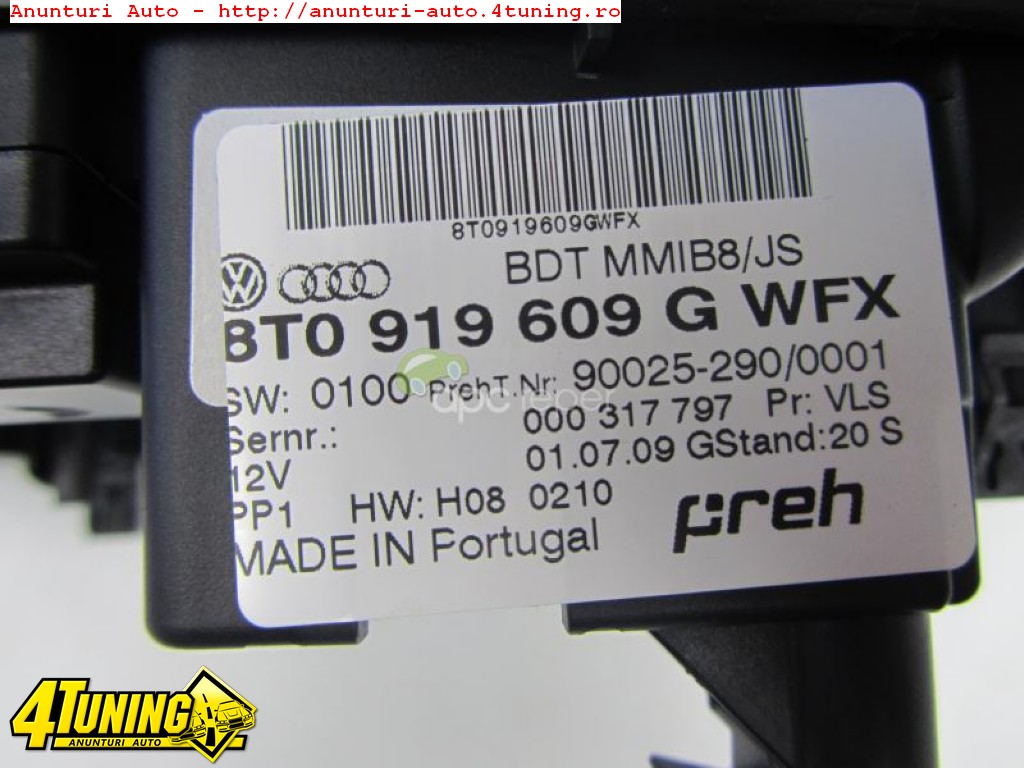 Anunturi Auto - http://anunturi-auto.4tuning.ro
8T0919609GWFX
BDT MMIB8/JS
8T0 919 609 G WFX
SW: 0100 PrehT.Nr: 90025-290/0001
000 317 797 Pr: VLS
Sernr.:
01.07.09 GStand:20 S
12V
PP1 HW: H08 0210
preh
MADE IN Portugal
4TUNING
ANUNTURI AUTO